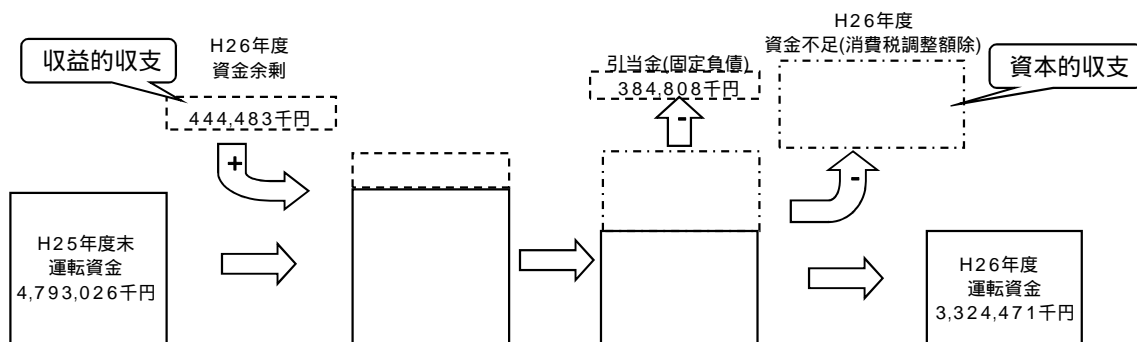 収益的収支
H26年度
資金余剰
444,483千円
+
引当金(固定負債)
384,808千円
-
H26年度
資金不足(消費税調整額除)
資本的収支
-
H25年度末
運転資金
4,793,026千円
H26年度
運転資金
3,324,471千円